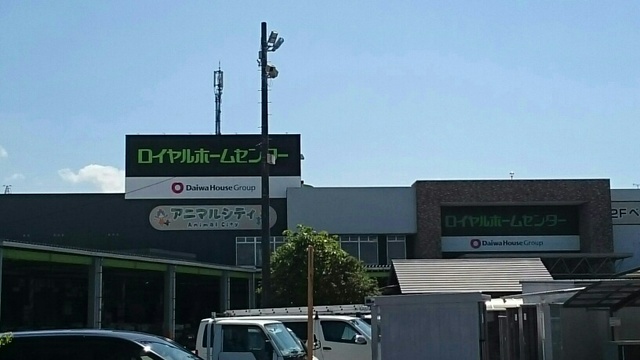 ロイヤルホームセンター
Daiwa House Group
アニマルシティ
Animal City
ロイヤルホームセンター
Daiwa House Group
2F